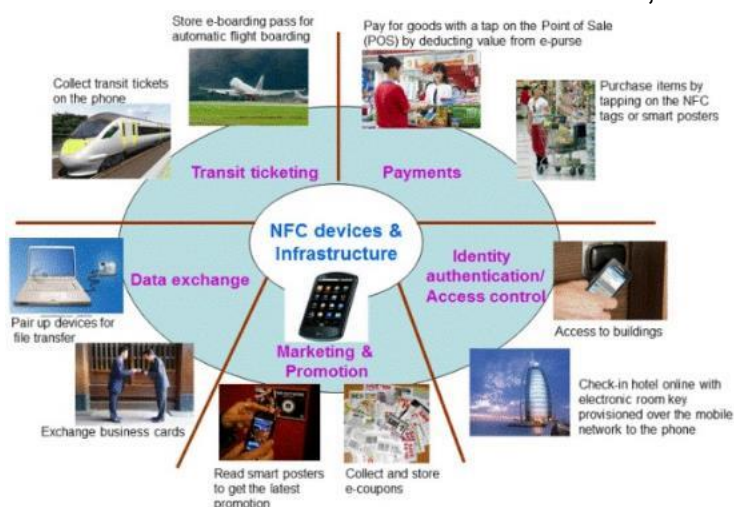 Store e-boarding pass for
automatic flight boarding
Pay for goods with a tap on the Point of Sale
(POS) by deducting value from e-purse
Collect transit tickets
on the phone
Purchase items by
tapping on the NFC
tags or smart posters
Transit ticketing
Payments
NFC devices &
Infrastructure
Data exchange
Identity
authentication/
Access control
Pair up devices for
file transfer
Access to buildings
Marketing &
Promotion
Exchange business cards
Check-in hotel online with
electronic room key
provisioned over the mobile
network to the phone
Read smart posters
to get the latest
promotion
Collect and store
e-coupons